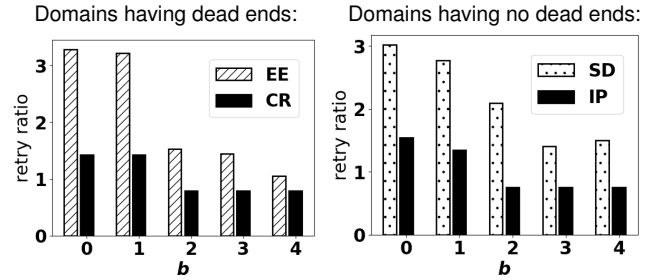 Domains having dead ends:
3
2
1
0
retry ratio
EE
CR
0 1 2 3 4
b
Domains having no dead ends:
3
2
1
0
retry ratio
SD
IP
0 1 2 3 4
b